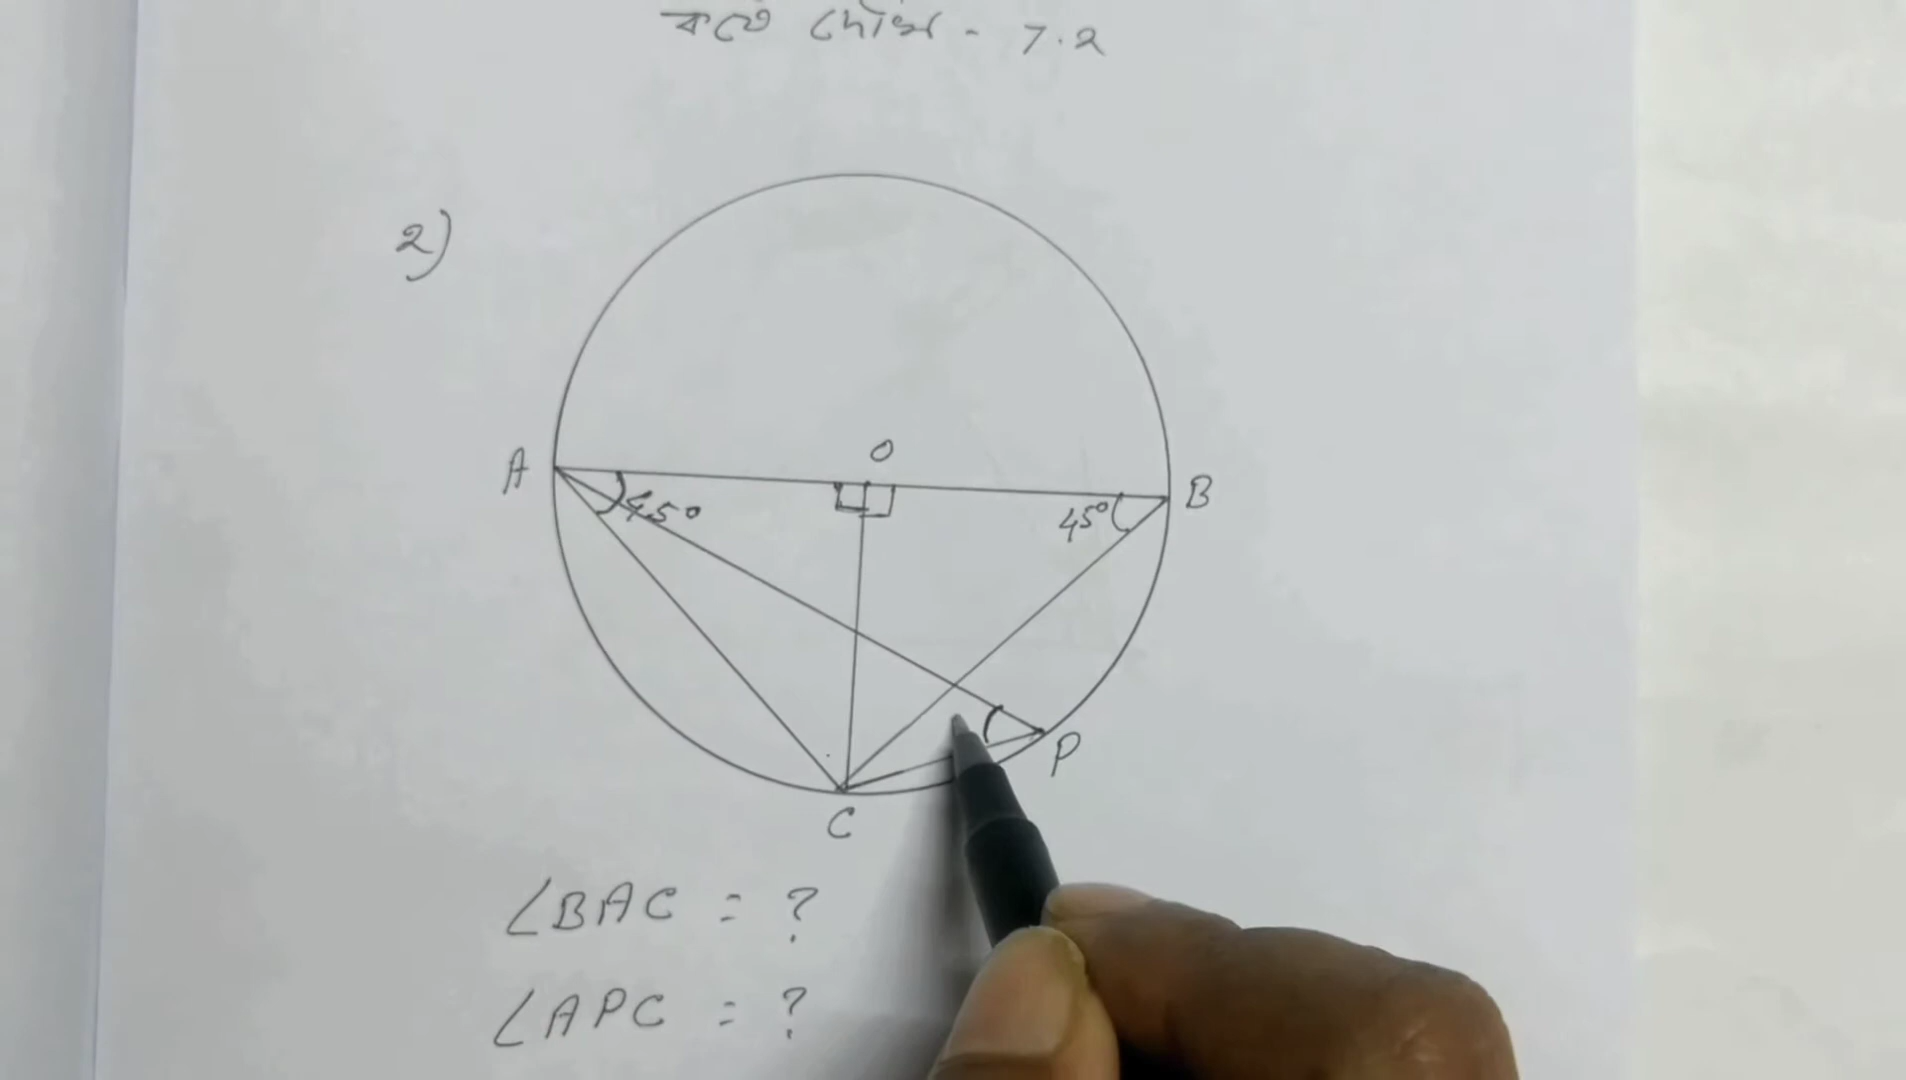 কষে দেখি - 7.2
2)
O
A
B
45°
45°
P
C
∠BAC = ?
∠APC = ?